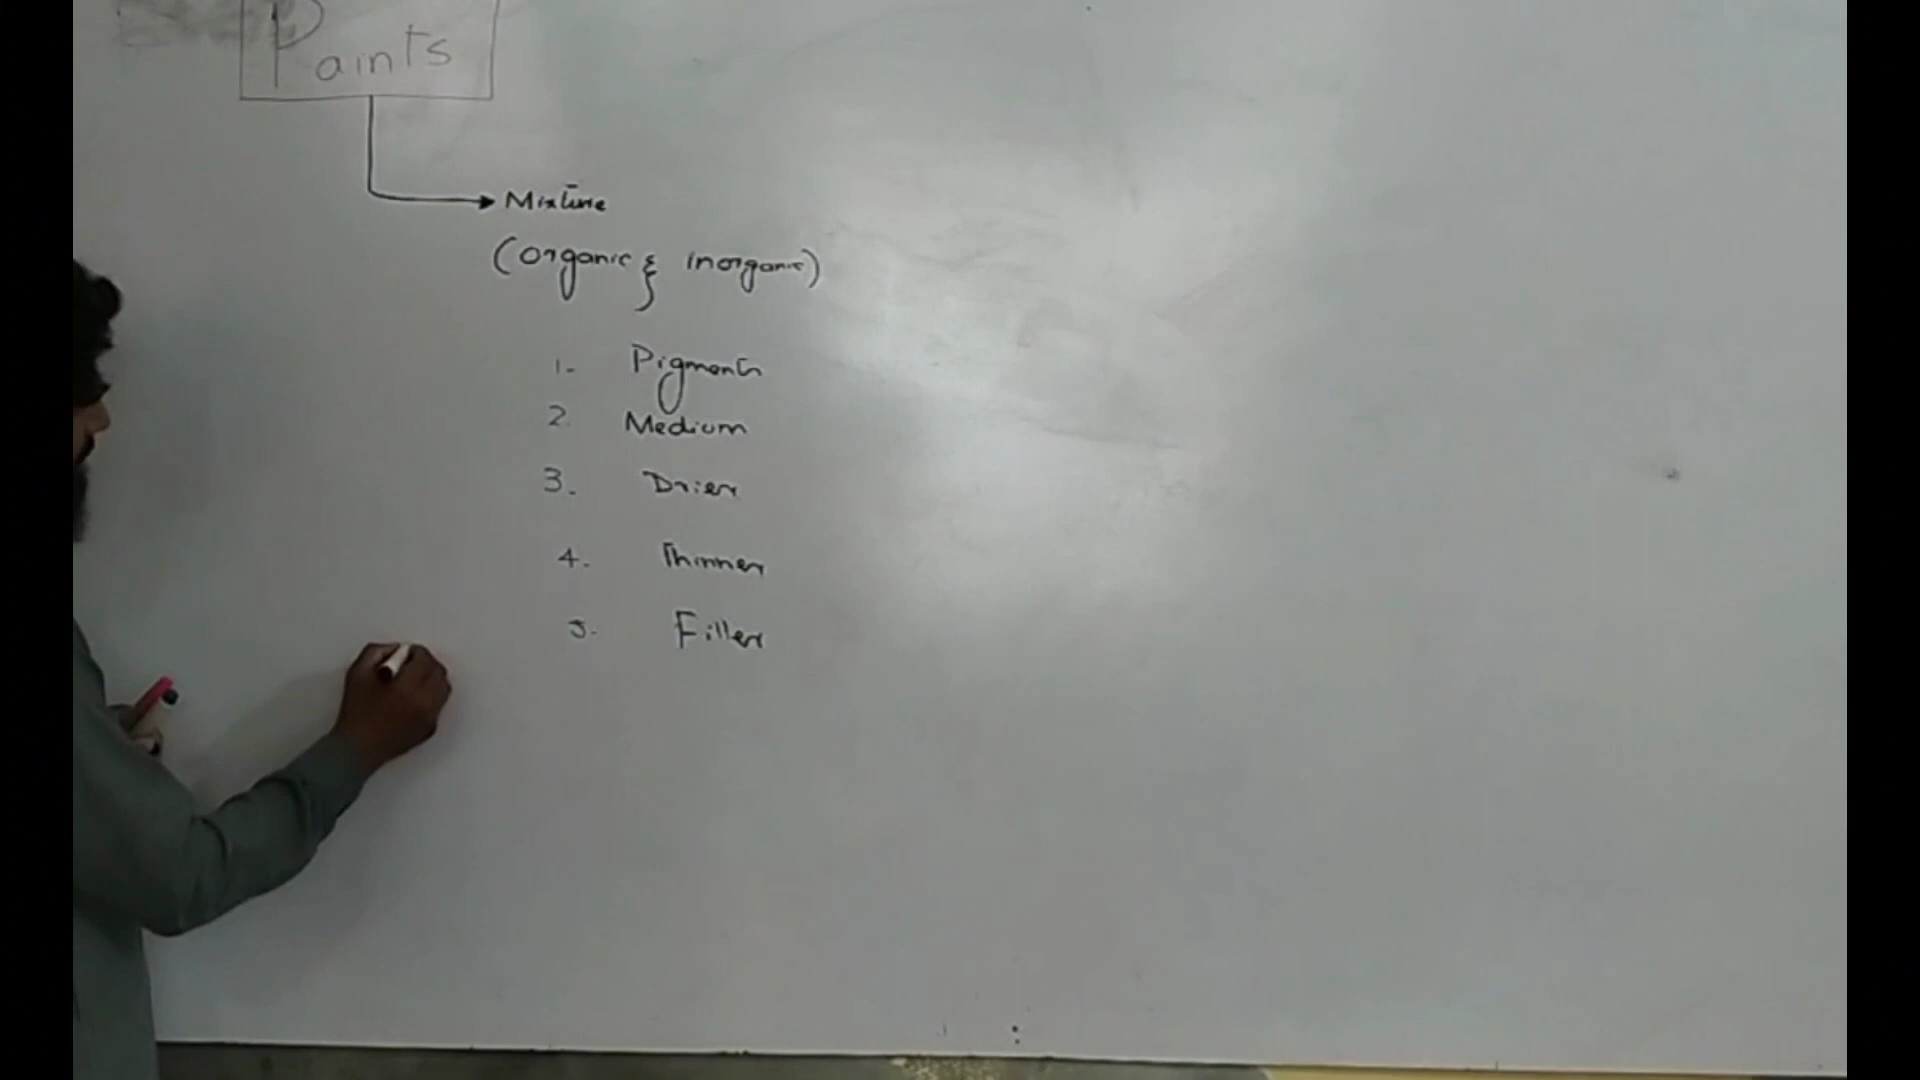 Paints
Mixture
(organic & inorganic)
1- Pigments
2. Medium
3. Drier
4. Thinner
5. Filler